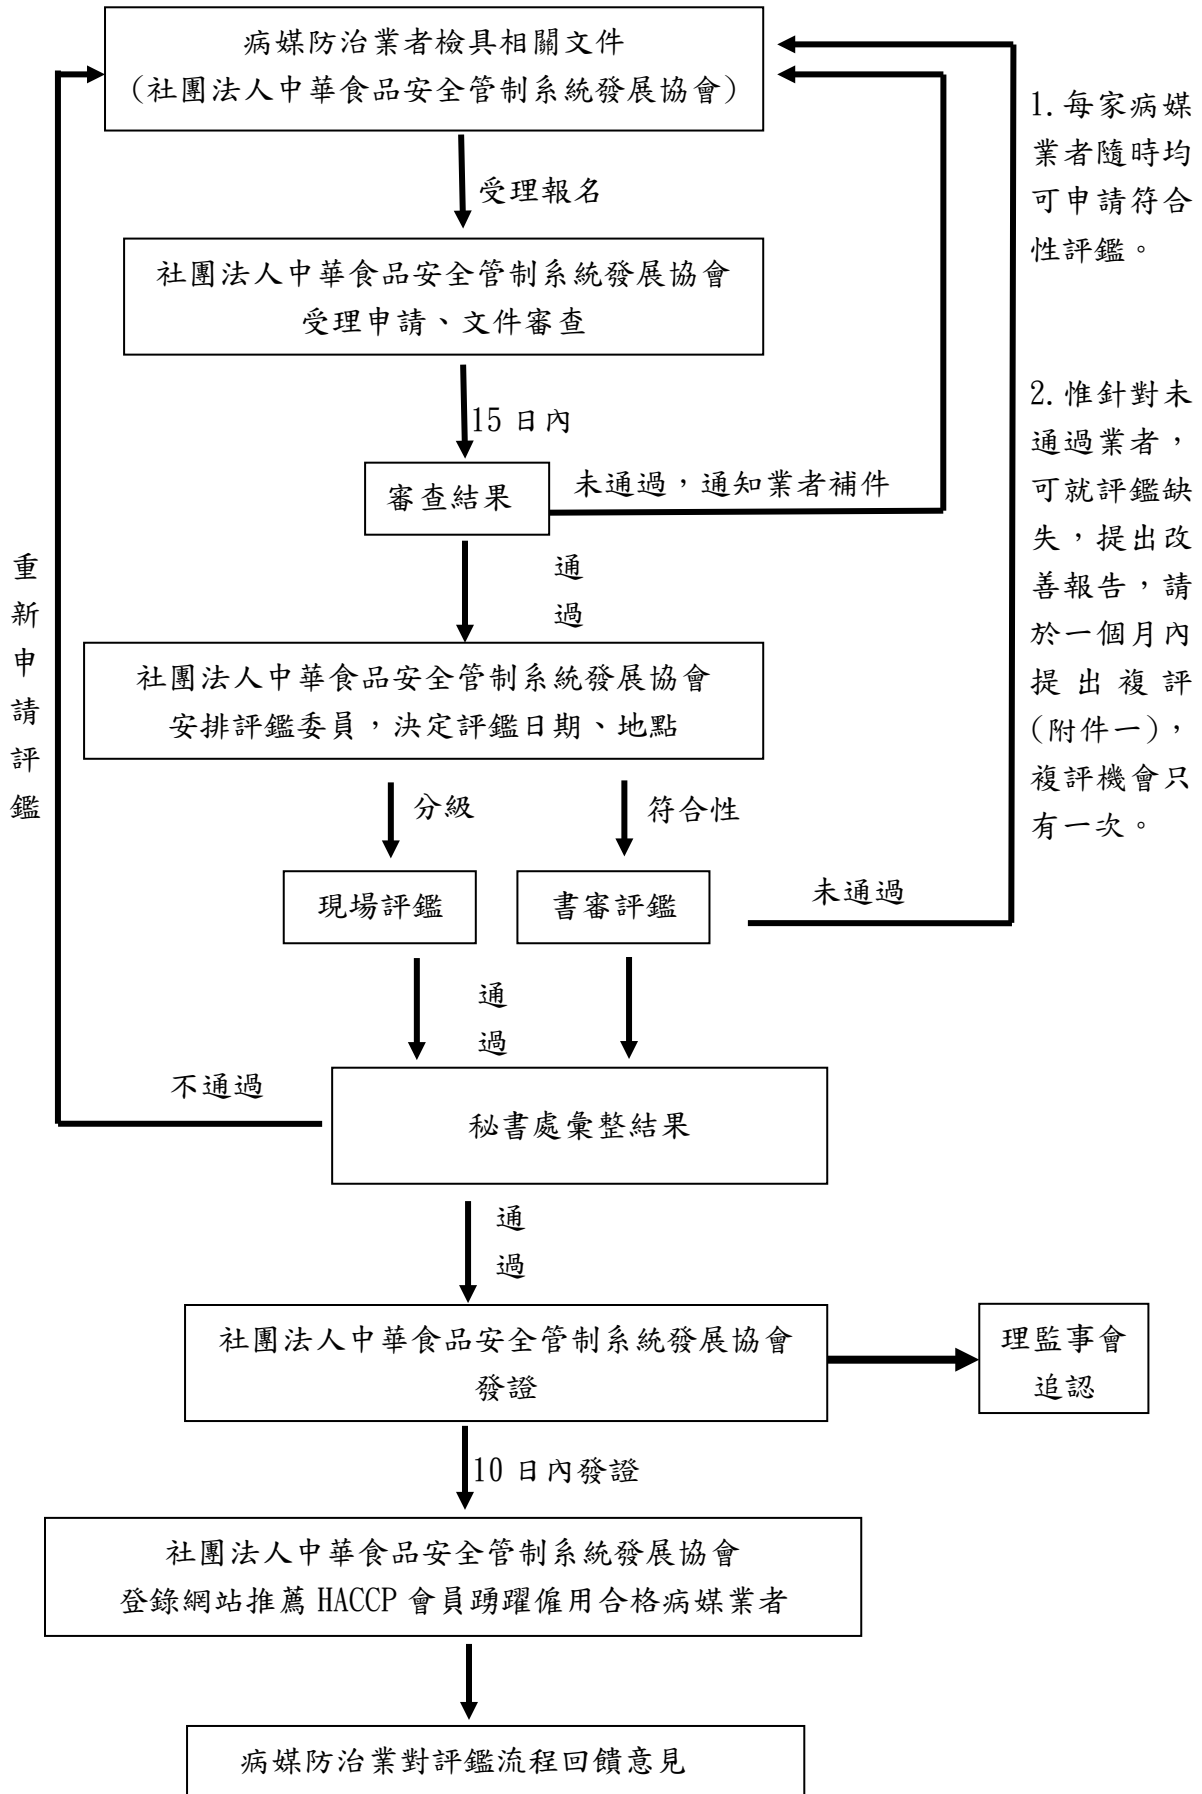 病媒防治業者檢具相關文件
(社團法人中華食品安全管制系統發展協會)
受理報名
社團法人中華食品安全管制系統發展協會
受理申請、文件審查
15 日內
審查結果
未通過，通知業者補件
通
過
社團法人中華食品安全管制系統發展協會
安排評鑑委員，決定評鑑日期、地點
分級
符合性
現場評鑑
書審評鑑
未通過
通
過
不通過
秘書處彙整結果
通
過
社團法人中華食品安全管制系統發展協會
發證
理監事會
追認
10 日內發證
社團法人中華食品安全管制系統發展協會
登錄網站推薦 HACCP 會員踴躍僱用合格病媒業者
病媒防治業對評鑑流程回饋意見
重
新
申
請
評
鑑
1. 每家病媒
業者隨時均
可申請符合
性評鑑。
2. 惟針對未
通過業者，
可就評鑑缺
失，提出改
善報告，請
於一個月內
提出複評
(附件一)，
複評機會只
有一次。